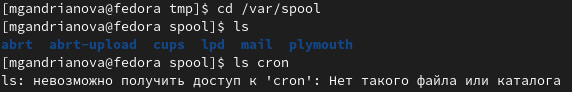 [mgandrianova@fedora tmp]$ cd /var/spool
[mgandrianova@fedora spool]$ ls
abrt  abrt-upload  cups  lpd  mail  plymouth
[mgandrianova@fedora spool]$ ls cron
ls: невозможно получить доступ к 'cron': Нет такого файла или каталога